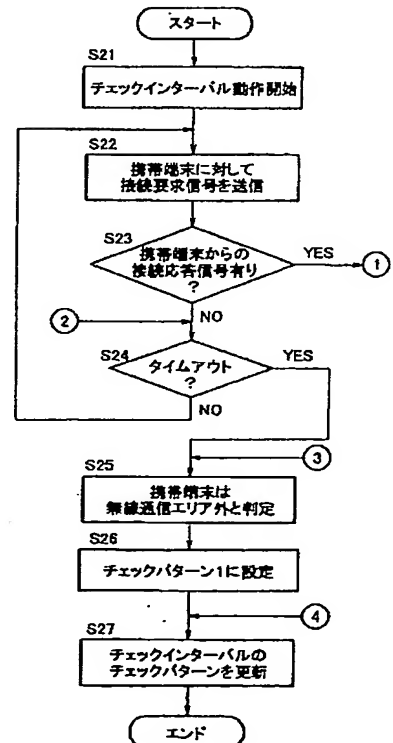 スタート
S21
チェックインターバル動作開始
S22
携帯端末に対して
接続要求信号を送信
S23
携帯端末からの
接続応答信号有り
?
YES
1
2
NO
S24
タイムアウト
?
YES
NO
3
S25
携帯端末は
無線通信エリア外と判定
S26
チェックパターン1に設定
4
S27
チェックインターバルの
チェックパターンを更新
エンド